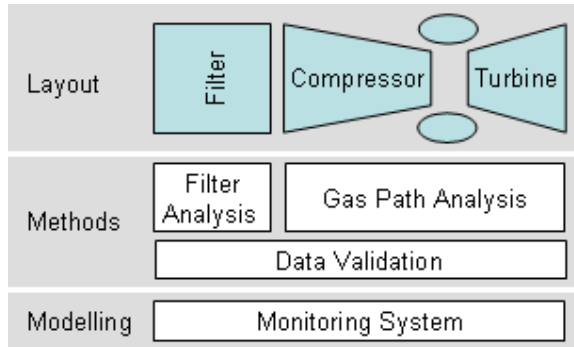 Layout
Filter
Compressor
Turbine
Methods
Filter
Analysis
Gas Path Analysis
Data Validation
Modelling
Monitoring System